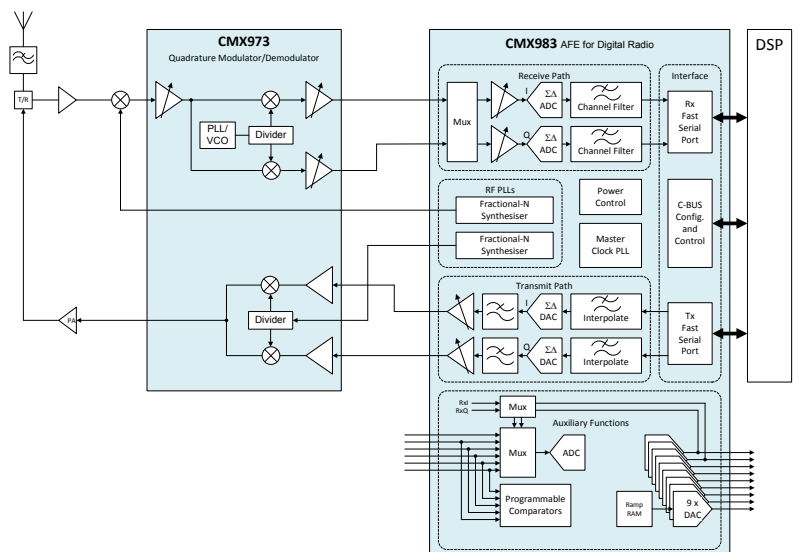 CMX973
Quadrature Modulator/Demodulator
CMX983 AFE for Digital Radio
DSP
T/R
PLL/
VCO
Divider
Receive Path
Mux
I
ΣΔ
ADC
Channel Filter
Q
ΣΔ
ADC
Channel Filter
Interface
Rx
Fast
Serial
Port
RF PLLs
Fractional-N
Synthesiser
Fractional-N
Synthesiser
Power
Control
Master
Clock PLL
C-BUS
Config.
and
Control
PA
Divider
Transmit Path
I
ΣΔ
DAC
Interpolate
Q
ΣΔ
DAC
Interpolate
Tx
Fast
Serial
Port
RxI
RxQ
Mux
Auxiliary Functions
Mux
ADC
Programmable
Comparators
Ramp
RAM
9 x
DAC